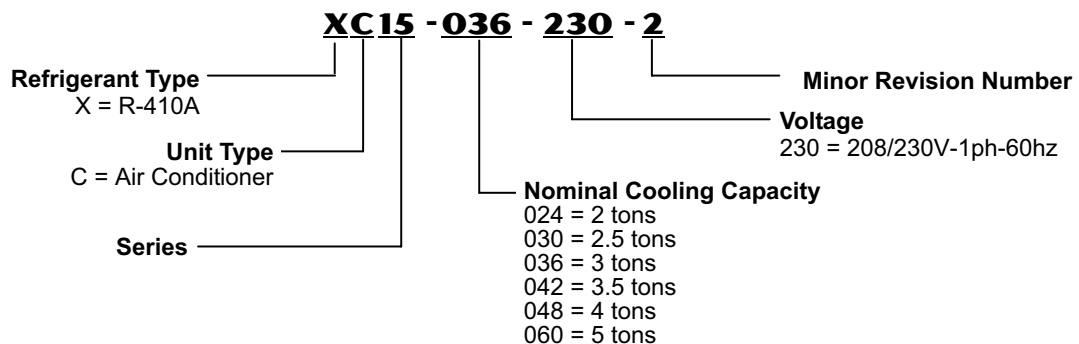 XC15-036-230-2
Refrigerant Type
X = R-410A
Unit Type
C = Air Conditioner
Series
Nominal Cooling Capacity
024 = 2 tons
030 = 2.5 tons
036 = 3 tons
042 = 3.5 tons
048 = 4 tons
060 = 5 tons
Voltage
230 = 208/230V-1ph-60hz
Minor Revision Number